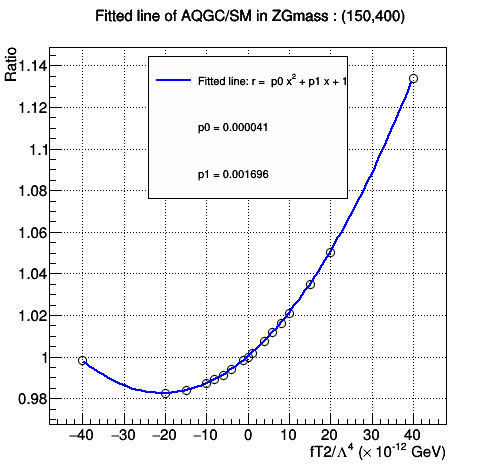 Fitted line of AQGC/SM in ZGmass : (150,400)
Ratio
1.14
1.12
1.1
1.08
1.06
1.04
1.02
1
0.98
Fitted line: r = p0 x² + p1 x + 1
p0 = 0.000041
p1 = 0.001696
−40 −30 −20 −10 0 10 20 30 40
fT2/Λ⁴ (× 10⁻¹² GeV)